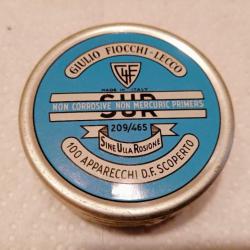 GIULIO FIOCCHI-LECCO
GFL
MADE IN ITALY
SUR
NON CORROSIVE NON MERCURIC PRIMERS
209/465
SINE ULLA ROSIONE
100 APPARECCHI D.F. SCOPERTO